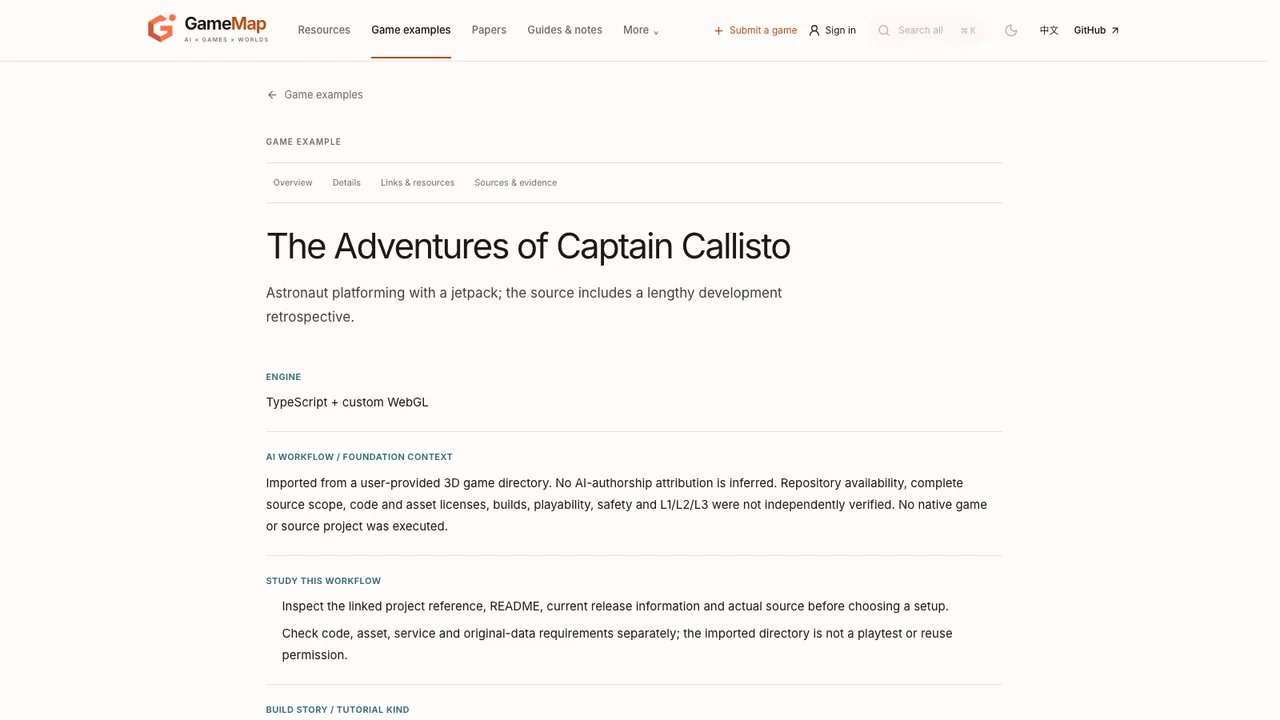 GameMap
AI × GAMES × WORLDS
Resources
Game examples
Papers
Guides & notes
More
+ Submit a game
Sign in
Search all
⌘ K
中文
GitHub ↗
← Game examples
GAME EXAMPLE
Overview
Details
Links & resources
Sources & evidence
The Adventures of Captain Callisto
Astronaut platforming with a jetpack; the source includes a lengthy development
retrospective.
ENGINE
TypeScript + custom WebGL
AI WORKFLOW / FOUNDATION CONTEXT
Imported from a user-provided 3D game directory. No AI-authorship attribution is inferred. Repository availability, complete
source scope, code and asset licenses, builds, playability, safety and L1/L2/L3 were not independently verified. No native game
or source project was executed.
STUDY THIS WORKFLOW
Inspect the linked project reference, README, current release information and actual source before choosing a setup.
Check code, asset, service and original-data requirements separately; the imported directory is not a playtest or reuse
permission.
BUILD STORY / TUTORIAL KIND